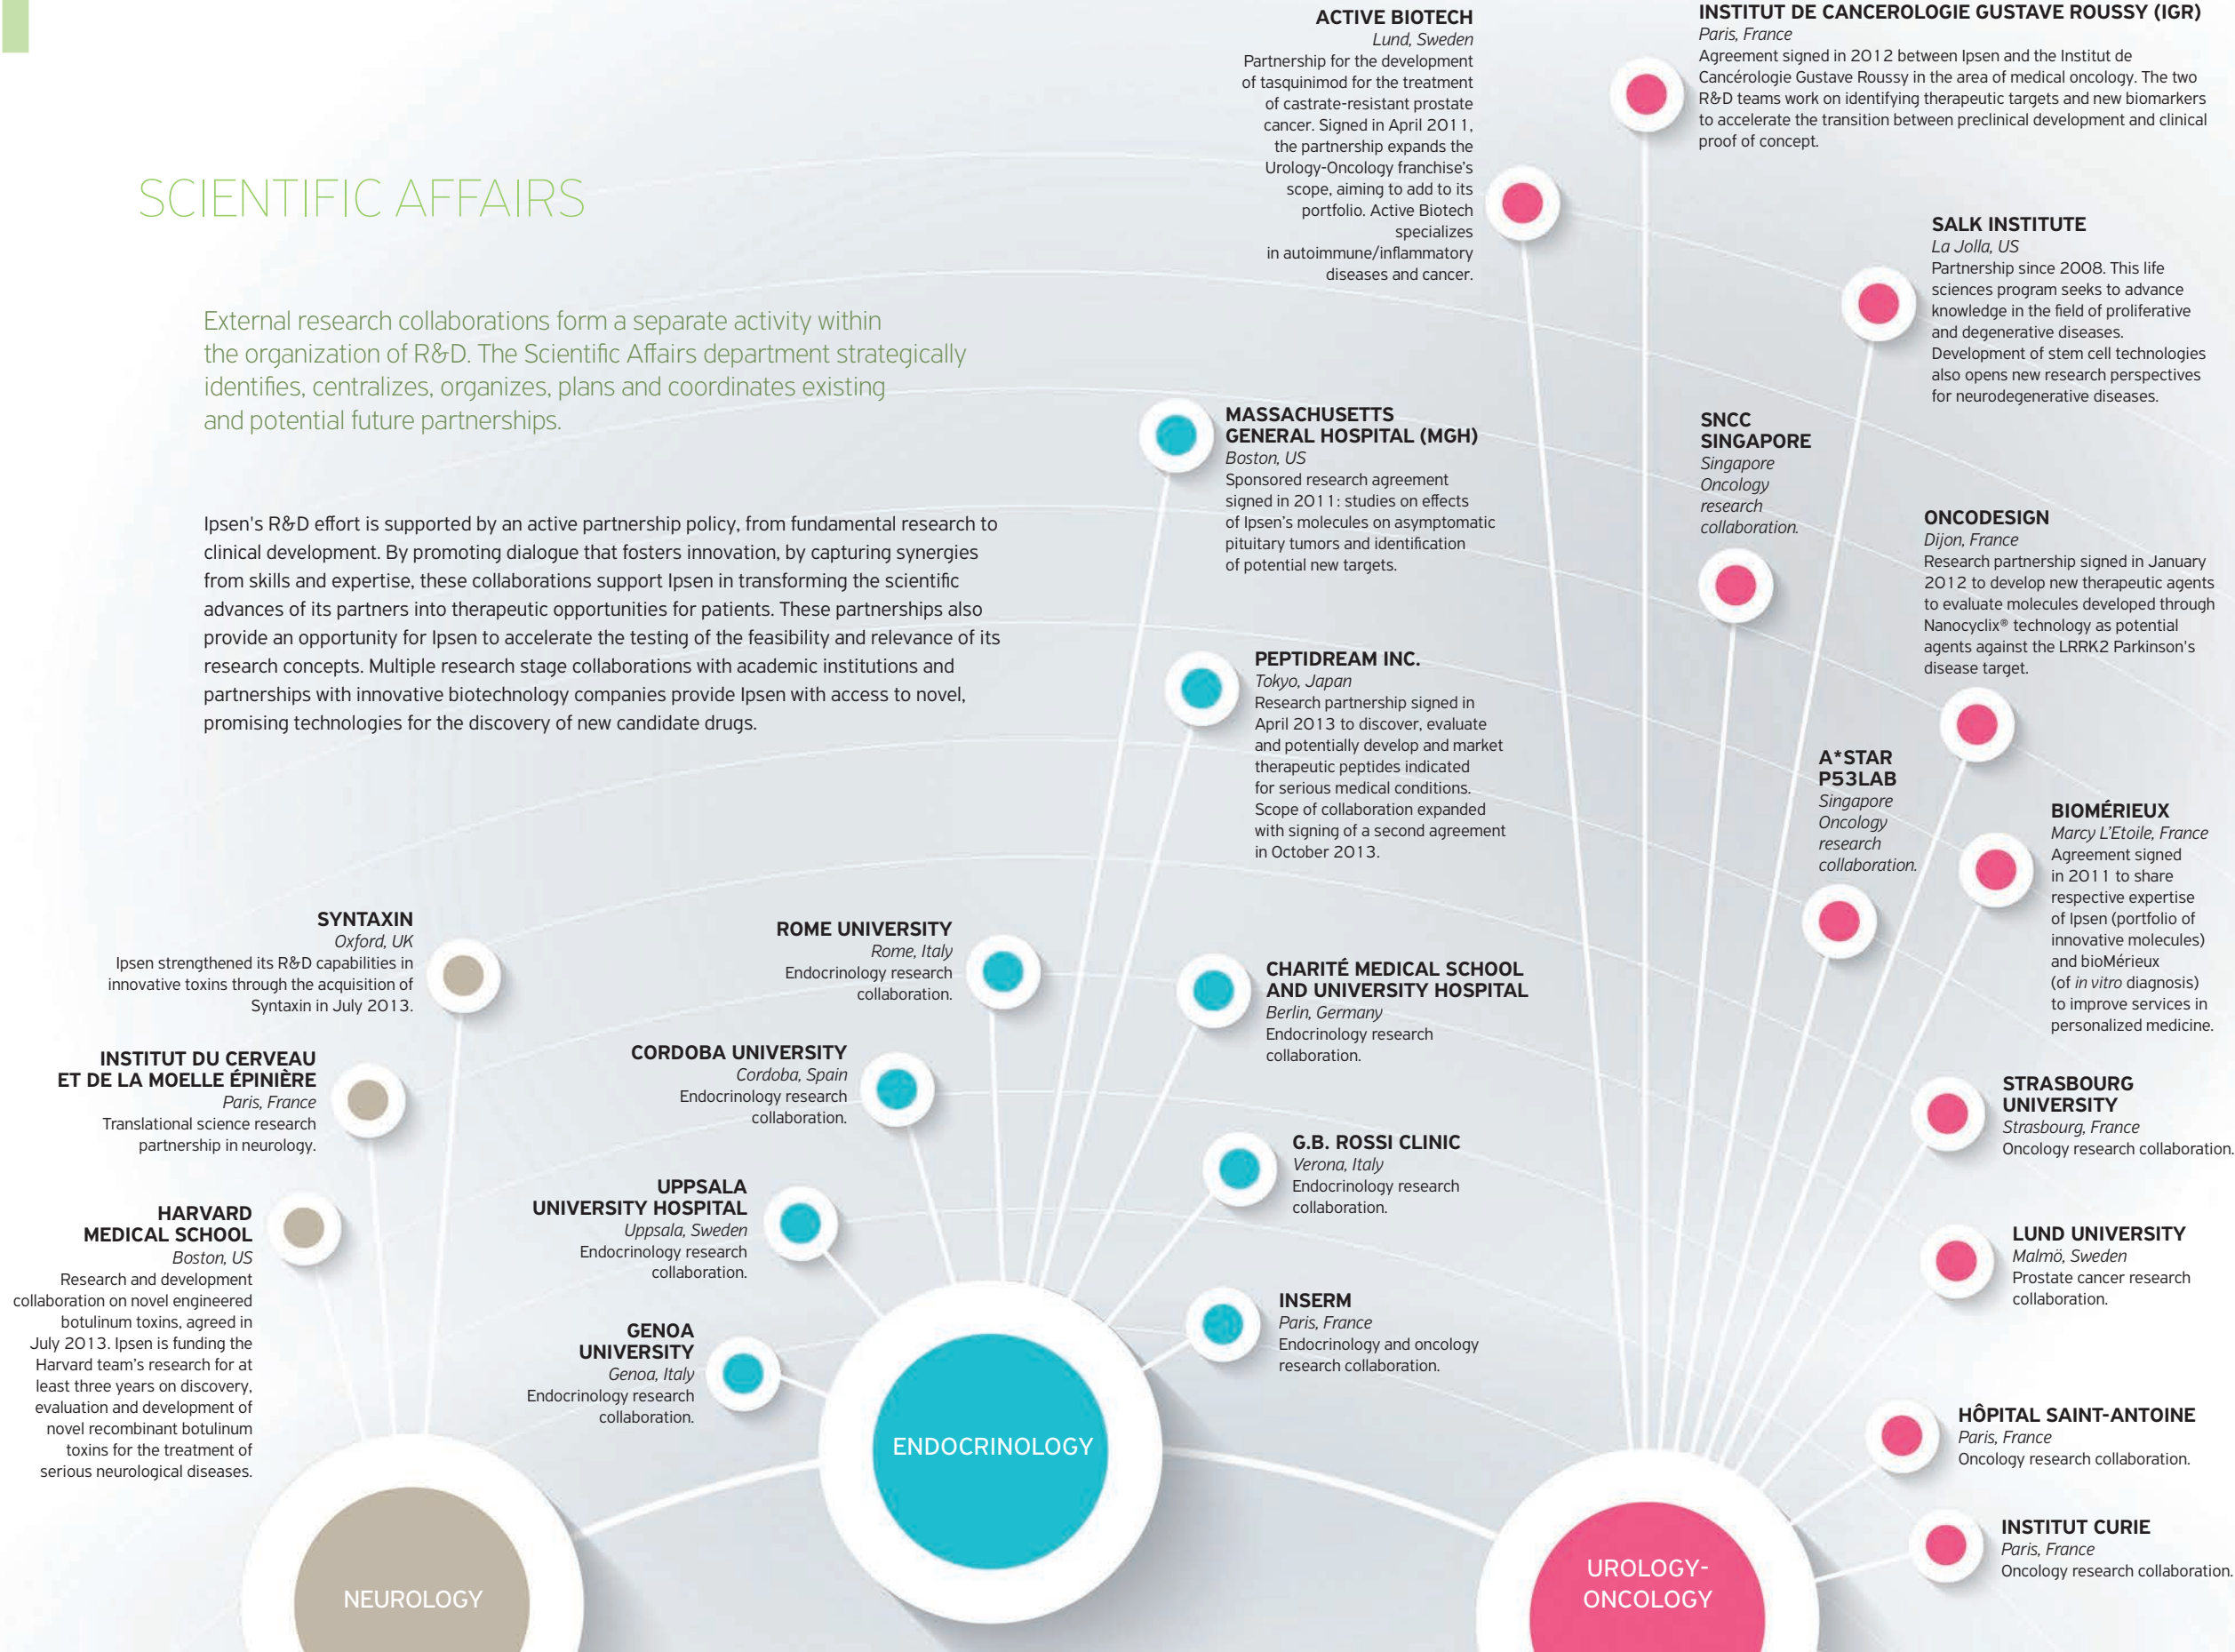 SCIENTIFIC AFFAIRS
External research collaborations form a separate activity within
the organization of R&D. The Scientific Affairs department strategically
identifies, centralizes, organizes, plans and coordinates existing
and potential future partnerships.
Ipsen's R&D effort is supported by an active partnership policy, from fundamental research to
clinical development. By promoting dialogue that fosters innovation, by capturing synergies
from skills and expertise, these collaborations support Ipsen in transforming the scientific
advances of its partners into therapeutic opportunities for patients. These partnerships also
provide an opportunity for Ipsen to accelerate the testing of the feasibility and relevance of its
research concepts. Multiple research stage collaborations with academic institutions and
partnerships with innovative biotechnology companies provide Ipsen with access to novel,
promising technologies for the discovery of new candidate drugs.
SYNTAXIN
Oxford, UK
Ipsen strengthened its R&D capabilities in
innovative toxins through the acquisition of
Syntaxin in July 2013.
INSTITUT DU CERVEAU
ET DE LA MOELLE ÉPINIÈRE
Paris, France
Translational science research
partnership in neurology.
HARVARD
MEDICAL SCHOOL
Boston, US
Research and development
collaboration on novel engineered
botulinum toxins, agreed in
July 2013. Ipsen is funding the
Harvard team's research for at
least three years on discovery,
evaluation and development of
novel recombinant botulinum
toxins for the treatment of
serious neurological diseases.
NEUROLOGY
ROME UNIVERSITY
Rome, Italy
Endocrinology research
collaboration.
CORDOBA UNIVERSITY
Cordoba, Spain
Endocrinology research
collaboration.
UPPSALA
UNIVERSITY HOSPITAL
Uppsala, Sweden
Endocrinology research
collaboration.
GENOA
UNIVERSITY
Genoa, Italy
Endocrinology research
collaboration.
MASSACHUSETTS
GENERAL HOSPITAL (MGH)
Boston, US
Sponsored research agreement
signed in 2011: studies on effects
of Ipsen's molecules on asymptomatic
pituitary tumors and identification
of potential new targets.
PEPTIDREAM INC.
Tokyo, Japan
Research partnership signed in
April 2013 to discover, evaluate
and potentially develop and market
therapeutic peptides indicated
for serious medical conditions.
Scope of collaboration expanded
with signing of a second agreement
in October 2013.
CHARITÉ MEDICAL SCHOOL
AND UNIVERSITY HOSPITAL
Berlin, Germany
Endocrinology research
collaboration.
G.B. ROSSI CLINIC
Verona, Italy
Endocrinology research
collaboration.
INSERM
Paris, France
Endocrinology and oncology
research collaboration.
ENDOCRINOLOGY
ACTIVE BIOTECH
Lund, Sweden
Partnership for the development
of tasquinimod for the treatment
of castrate-resistant prostate
cancer. Signed in April 2011,
the partnership expands the
Urology-Oncology franchise's
scope, aiming to add to its
portfolio. Active Biotech
specializes
in autoimmune/inflammatory
diseases and cancer.
INSTITUT DE CANCEROLOGIE GUSTAVE ROUSSY (IGR)
Paris, France
Agreement signed in 2012 between Ipsen and the Institut de
Cancérologie Gustave Roussy in the area of medical oncology. The two
R&D teams work on identifying therapeutic targets and new biomarkers
to accelerate the transition between preclinical development and clinical
proof of concept.
SALK INSTITUTE
La Jolla, US
Partnership since 2008. This life
sciences program seeks to advance
knowledge in the field of proliferative
and degenerative diseases.
Development of stem cell technologies
also opens new research perspectives
for neurodegenerative diseases.
SNCC
SINGAPORE
Singapore
Oncology
research
collaboration.
ONCODESIGN
Dijon, France
Research partnership signed in January
2012 to develop new therapeutic agents
to evaluate molecules developed through
Nanocyclix® technology as potential
agents against the LRRK2 Parkinson's
disease target.
A*STAR
P53LAB
Singapore
Oncology
research
collaboration.
BIOMÉRIEUX
Marcy L'Etoile, France
Agreement signed
in 2011 to share
respective expertise
of Ipsen (portfolio of
innovative molecules)
and bioMérieux
(of in vitro diagnosis)
to improve services in
personalized medicine.
STRASBOURG
UNIVERSITY
Strasbourg, France
Oncology research collaboration.
LUND UNIVERSITY
Malmö, Sweden
Prostate cancer research
collaboration.
HÔPITAL SAINT-ANTOINE
Paris, France
Oncology research collaboration.
INSTITUT CURIE
Paris, France
Oncology research collaboration.
UROLOGY-
ONCOLOGY